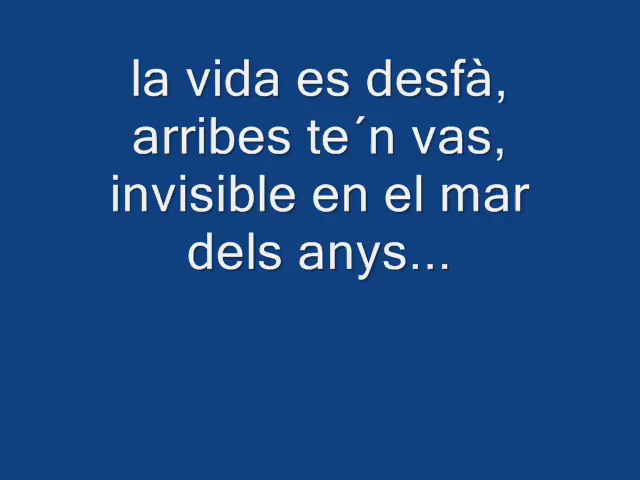 la vida es desfà,
arribes te´n vas,
invisible en el mar
dels anys...